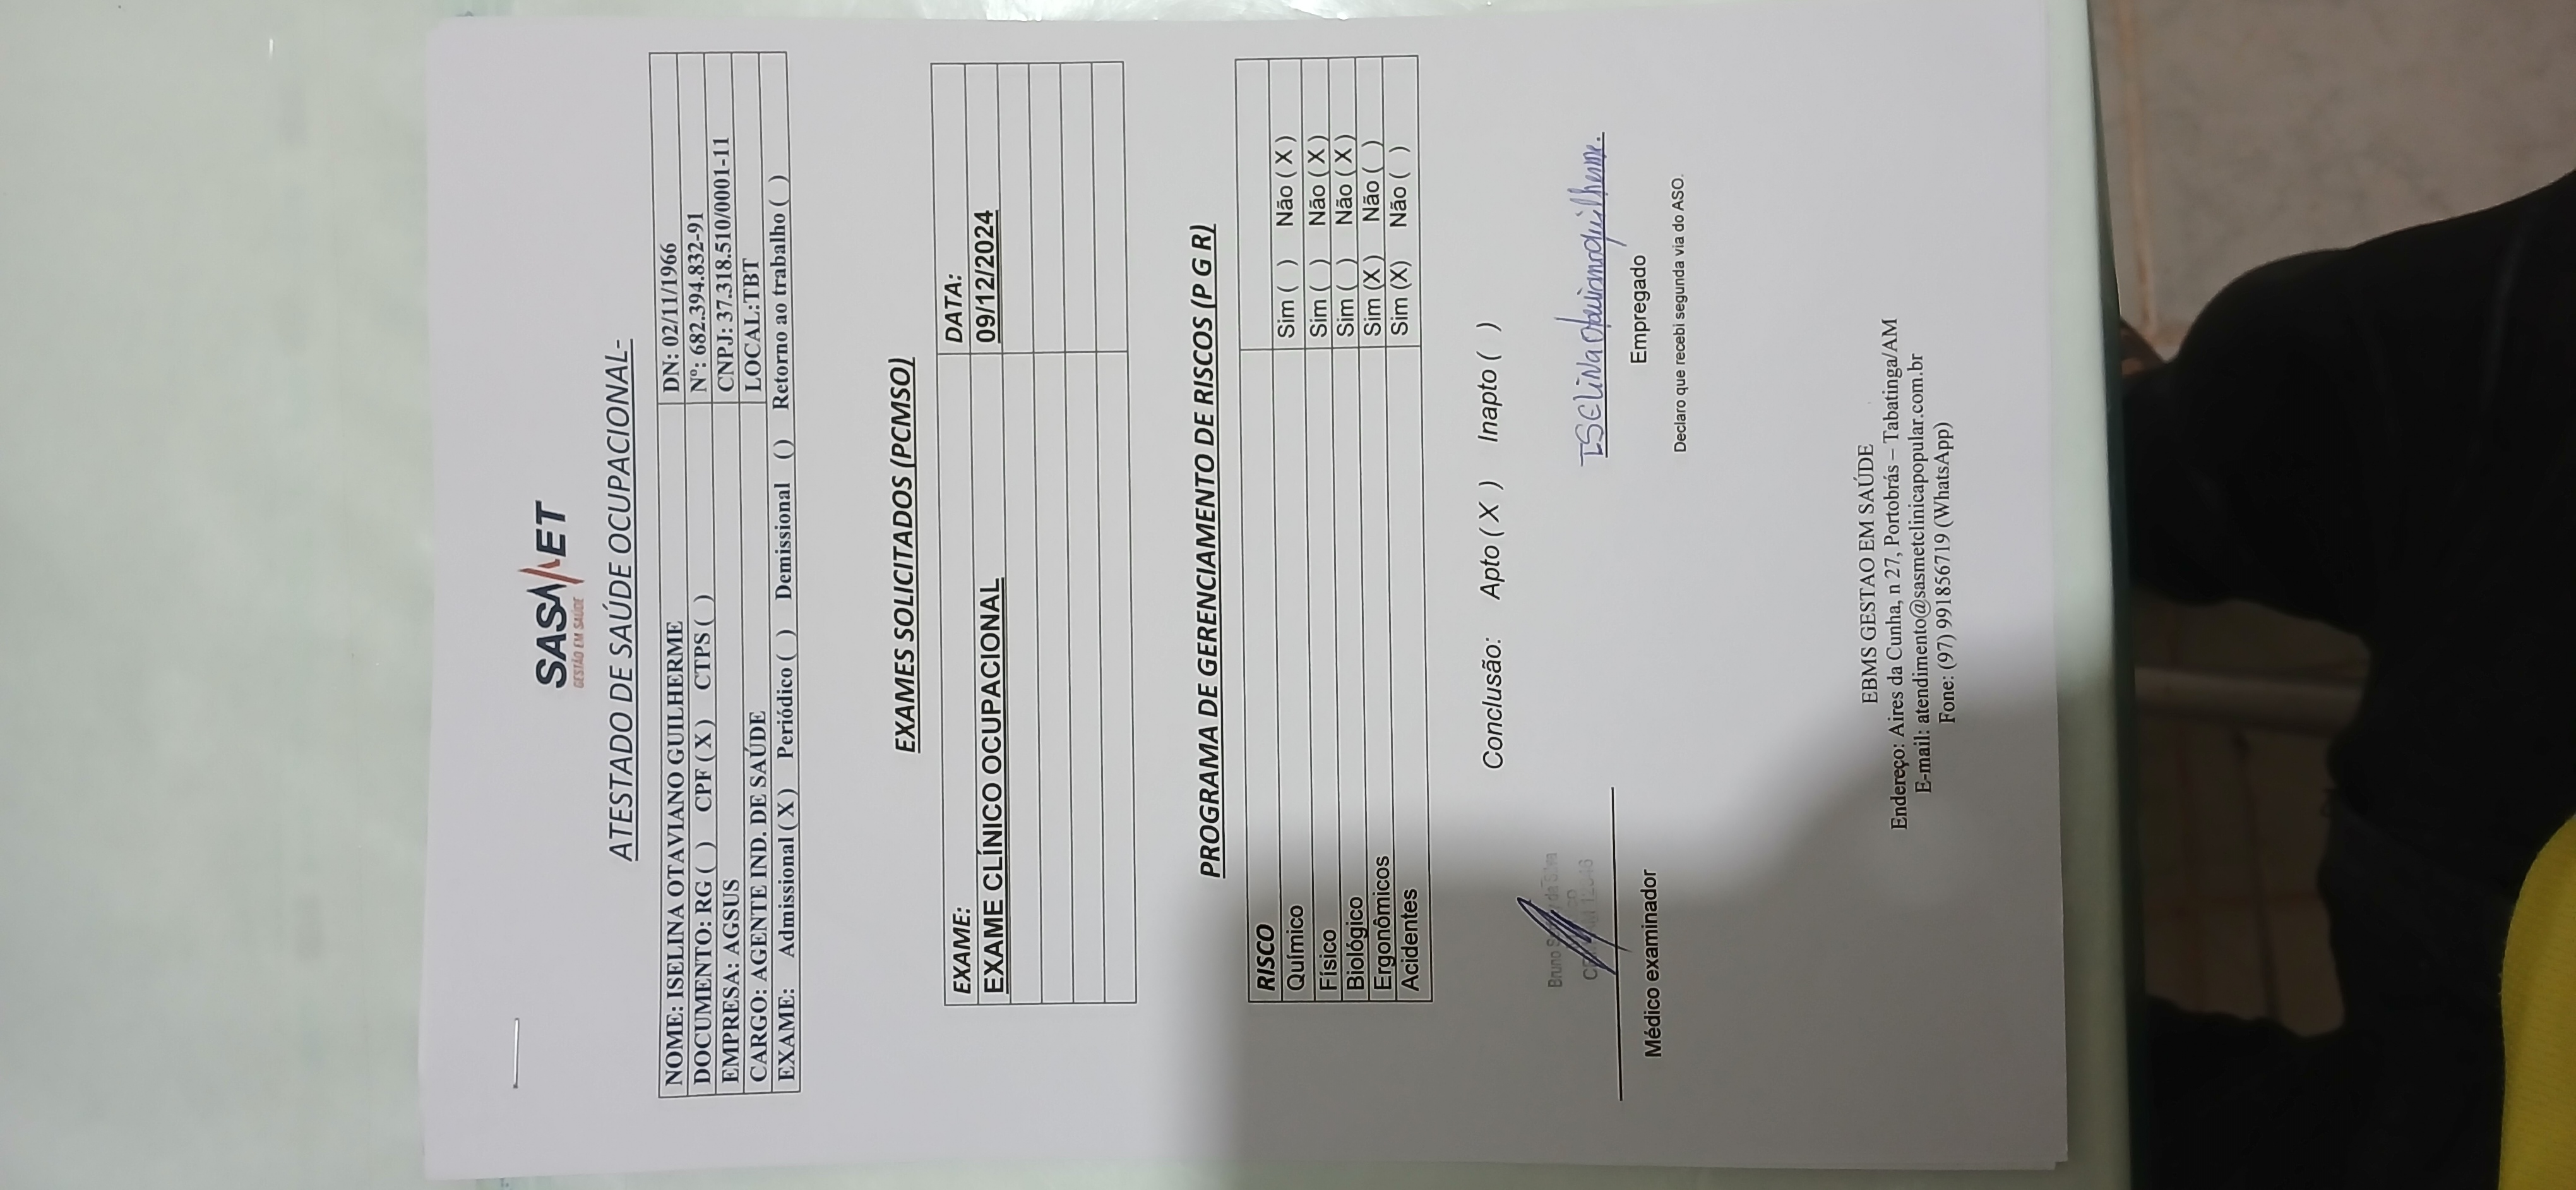 SASMET
GESTÃO EM SAÚDE
ATESTADO DE SAÚDE OCUPACIONAL-
NOME: ISELINA OTAVIANO GUILHERME DN: 02/11/1966
DOCUMENTO: RG ( ) CPF ( X ) CTPS ( ) Nº: 682.394.832-91
EMPRESA: AGSUS CNPJ: 37.318.510/0001-11
CARGO: AGENTE IND. DE SAÚDE LOCAL:TBT
EXAME: Admissional ( X ) Periódico ( ) Demissional () Retorno ao trabalho ( )
EXAMES SOLICITADOS (PCMSO)
EXAME: DATA:
EXAME CLÍNICO OCUPACIONAL 09/12/2024
PROGRAMA DE GERENCIAMENTO DE RISCOS (P G R)
RISCO
Químico Sim ( ) Não ( X )
Físico Sim ( ) Não ( X )
Biológico Sim ( ) Não ( X )
Ergonômicos Sim (X ) Não ( )
Acidentes Sim (X) Não ( )
Conclusão: Apto ( X ) Inapto ( )
Bruno da Silva
ISELINA Otaviano guilherme.
Médico examinador Empregado
Declaro que recebi segunda via do ASO.
EBMS GESTAO EM SAÚDE
Endereço: Aires da Cunha, n 27, Portobrás – Tabatinga/AM
E-mail: atendimento@sasmetclinicapopular.com.br
Fone: (97) 991856719 (WhatsApp)